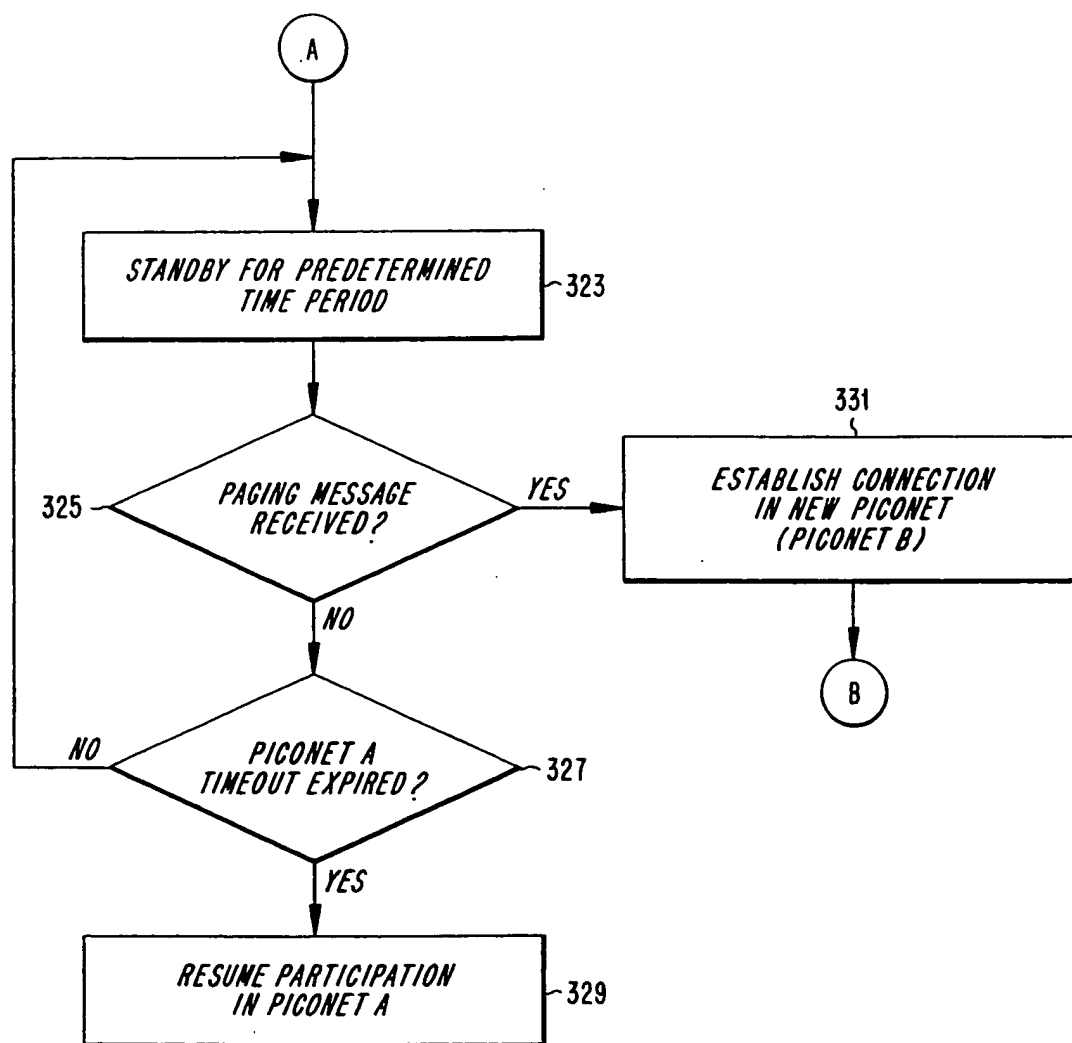 A
STANDBY FOR PREDETERMINED
TIME PERIOD
323
331
325
PAGING MESSAGE
RECEIVED?
YES
ESTABLISH CONNECTION
IN NEW PICONET
(PICONET B)
NO
B
NO
PICONET A
TIMEOUT EXPIRED?
327
YES
RESUME PARTICIPATION
IN PICONET A
329